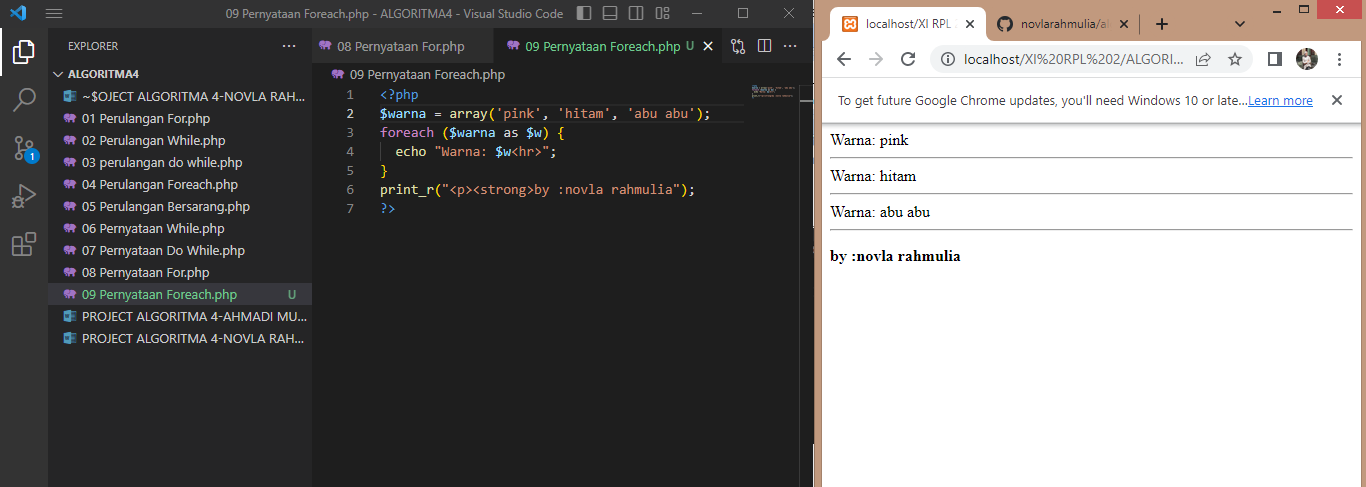 09 Pernyataan Foreach.php - ALGORITMA4 - Visual Studio Code
EXPLORER
ALGORITMA4
~$OJECT ALGORITMA 4-NOVLA RAH...
01 Perulangan For.php
02 Perulangan While.php
03 perulangan do while.php
04 Perulangan Foreach.php
05 Perulangan Bersarang.php
06 Pernyataan While.php
07 Pernyataan Do While.php
08 Pernyataan For.php
09 Pernyataan Foreach.php U
PROJECT ALGORITMA 4-AHMADI MU...
PROJECT ALGORITMA 4-NOVLA RAH...
1
08 Pernyataan For.php
09 Pernyataan Foreach.php U
09 Pernyataan Foreach.php
1 <?php
2 $warna = array('pink', 'hitam', 'abu abu');
3 foreach ($warna as $w) {
4 echo "Warna: $w<hr>";
5 }
6 print_r("<p><strong>by :novla rahmulia");
7 ?>
localhost/XI RPL
novlarahmulia/al
localhost/XI%20RPL%202/ALGORI...
To get future Google Chrome updates, you'll need Windows 10 or late...Learn more
Warna: pink
Warna: hitam
Warna: abu abu
by :novla rahmulia